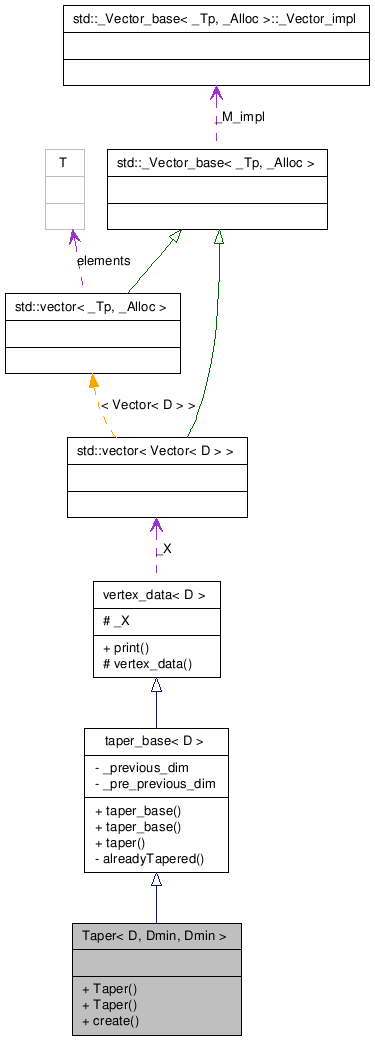 std::_Vector_base< _Tp, _Alloc >::_Vector_impl
_M_impl
T
std::_Vector_base< _Tp, _Alloc >
elements
std::vector< _Tp, _Alloc >
< Vector< D > >
std::vector< Vector< D > >
_X
vertex_data< D >
# _X
+ print()
# vertex_data()
taper_base< D >
- _previous_dim
- _pre_previous_dim
+ taper_base()
+ taper_base()
+ taper()
- alreadyTapered()
Taper< D, Dmin, Dmin >
+ Taper()
+ Taper()
+ create()